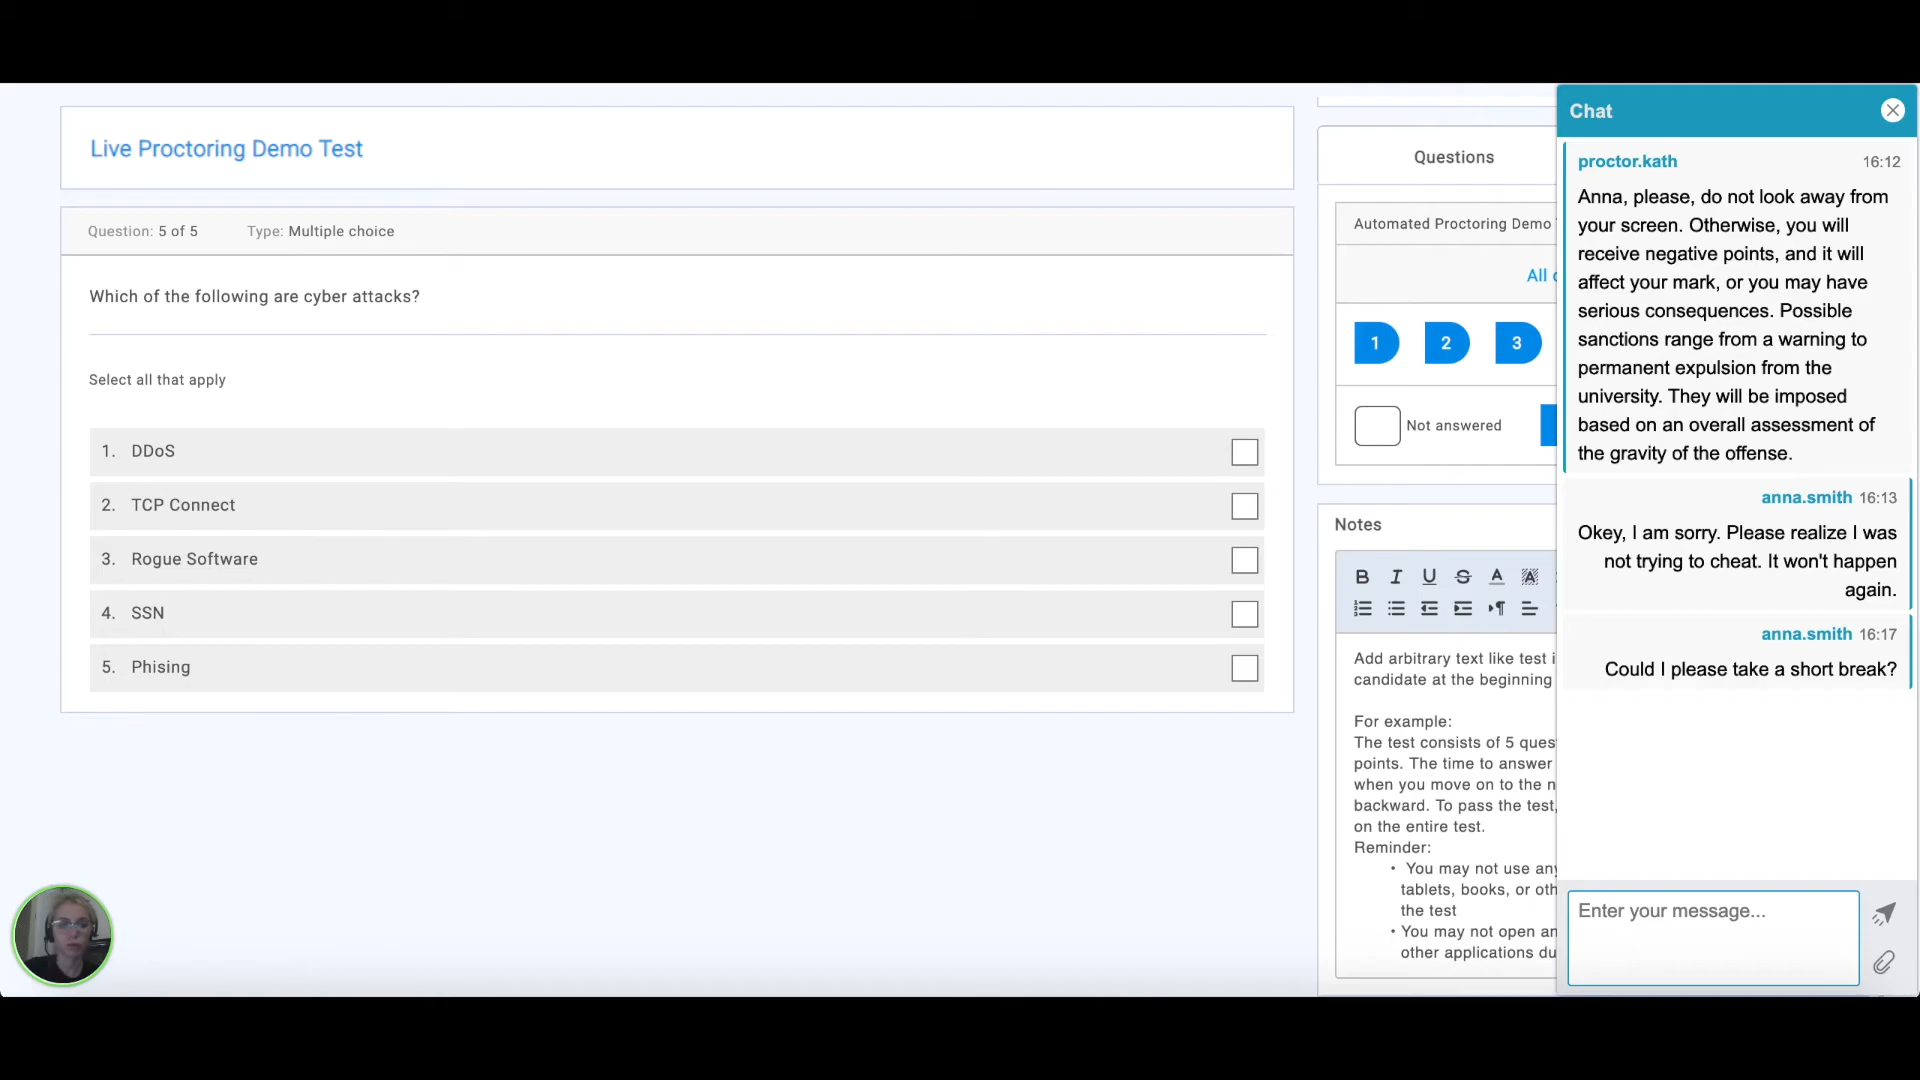 Live Proctoring Demo Test
Question: 5 of 5 Type: Multiple choice
Which of the following are cyber attacks?
Select all that apply
1. DDoS
2. TCP Connect
3. Rogue Software
4. SSN
5. Phising
Questions
Automated Proctoring Demo
All
1 2 3
Not answered
Notes
B I U S A A
Add arbitrary text like test
candidate at the beginning
For example:
The test consists of 5
points. The time to answer
when you move on to the
backward. To pass the test,
on the entire test.
Reminder:
• You may not use
tablets, books, or
the test
• You may not open
other applications
Chat
proctor.kath 16:12
Anna, please, do not look away from
your screen. Otherwise, you will
receive negative points, and it will
affect your mark, or you may have
serious consequences. Possible
sanctions range from a warning to
permanent expulsion from the
university. They will be imposed
based on an overall assessment of
the gravity of the offense.
anna.smith 16:13
Okey, I am sorry. Please realize I was
not trying to cheat. It won't happen
again.
anna.smith 16:17
Could I please take a short break?
Enter your message...